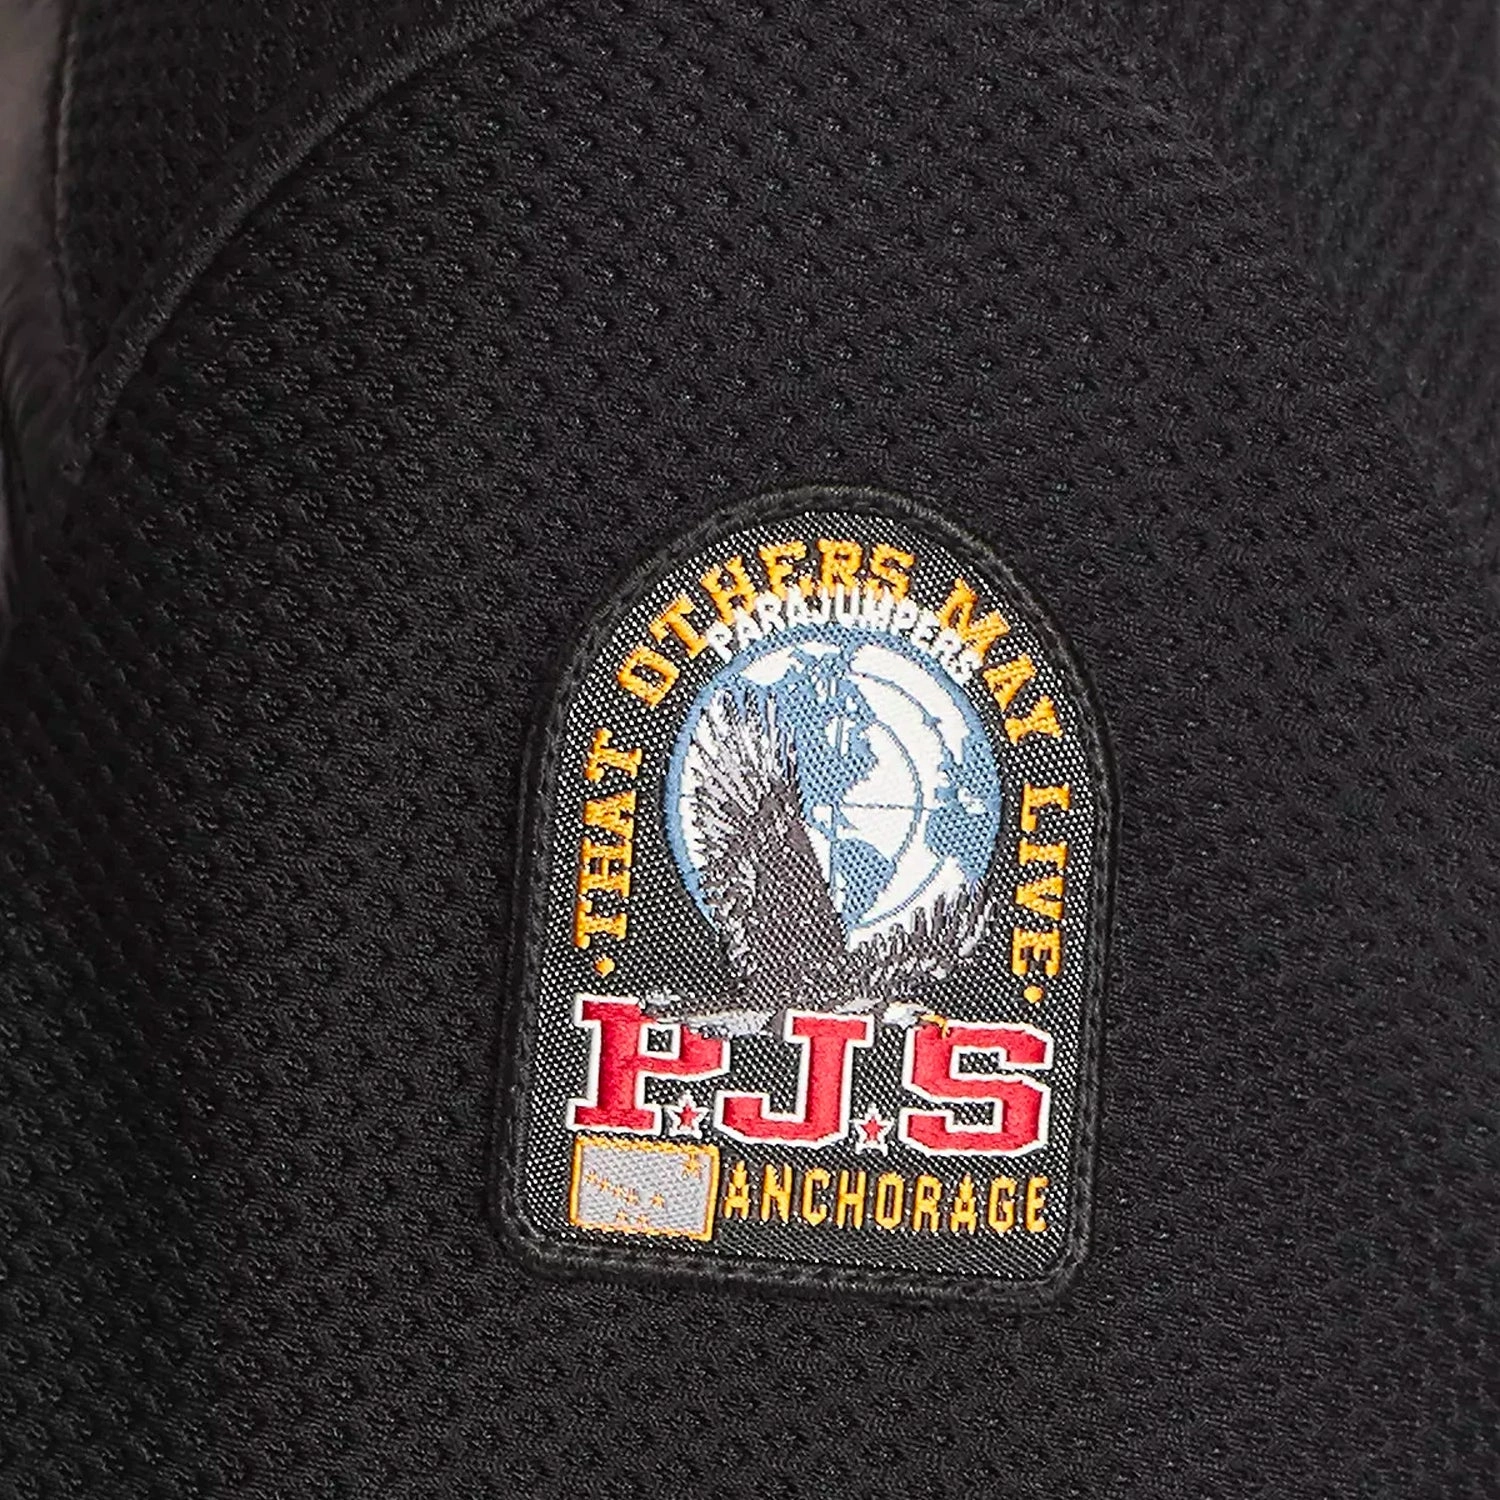 ·THAT OTHERS MAY LIVE·
PARAJUMPERS
P.J.S
ANCHORAGE